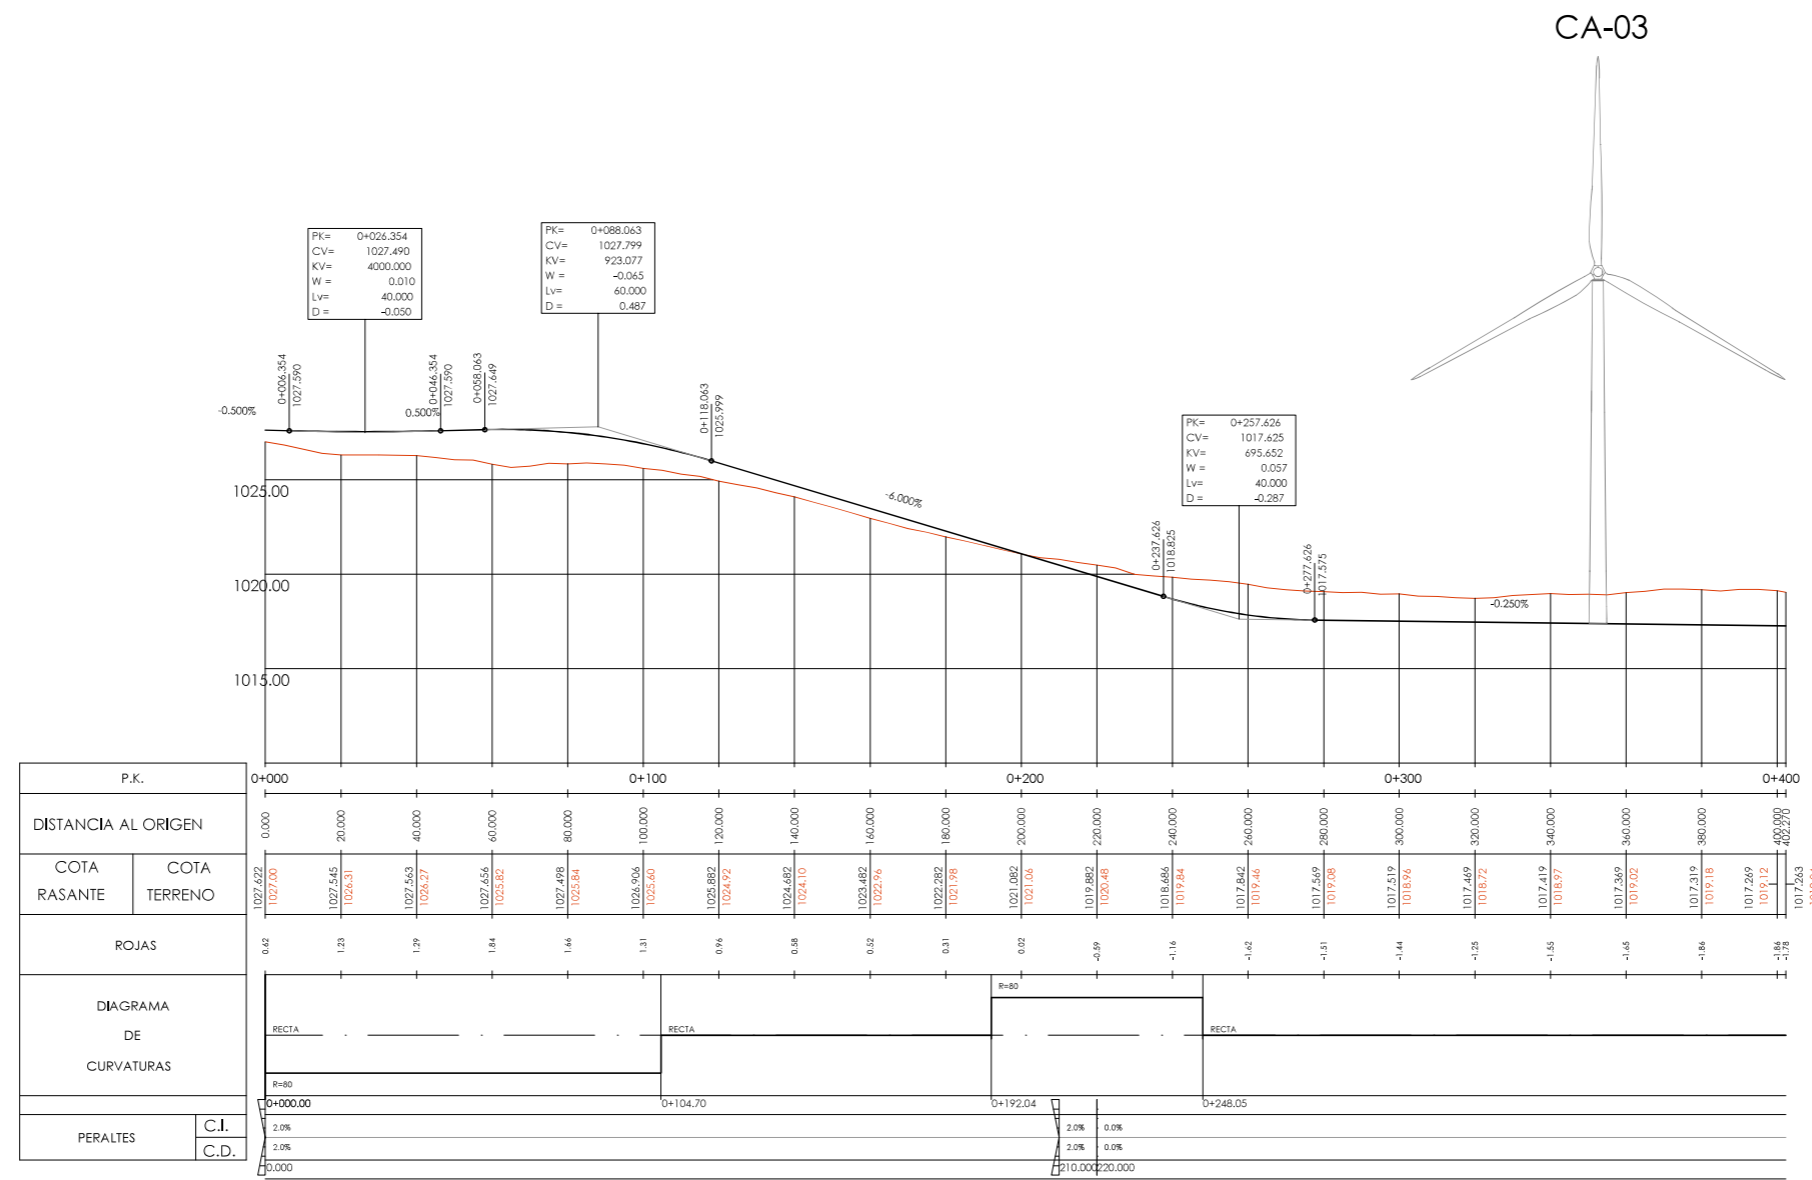 CA-03
PK= 0+026.354
CV= 1027.490
KV= 4000.000
W = 0.010
Lv= 40.000
D = -0.050
PK= 0+088.063
CV= 1027.799
KV= 923.077
W = -0.065
Lv= 60.000
D = 0.487
0+006.354
1027.590
0+046.354
1027.590
0+058.063
1027.649
0+118.063
1025.999
-0.500%
0.500%
-6.000%
PK= 0+257.626
CV= 1017.625
KV= 695.652
W = 0.057
Lv= 40.000
D = -0.287
0+237.626
1018.825
0+277.626
1017.575
-0.250%
1025.00
1020.00
1015.00
P.K. 0+000 0+100 0+200 0+300 0+400
DISTANCIA AL ORIGEN 0.000 20.000 40.000 60.000 80.000 100.000 120.000 140.000 160.000 180.000 200.000 220.000 240.000 260.000 280.000 300.000 320.000 340.000 360.000 380.000 400.000 402.270
COTA RASANTE 1027.622 1027.545 1027.563 1027.656 1027.498 1026.906 1025.882 1024.682 1023.482 1022.282 1021.082 1019.882 1018.686 1017.842 1017.569 1017.519 1017.469 1017.419 1017.369 1017.319 1017.269 1017.263
COTA TERRENO 1027.00 1026.31 1026.27 1025.82 1025.84 1025.60 1024.92 1024.10 1022.96 1021.98 1021.06 1020.48 1019.84 1019.46 1019.08 1018.96 1018.72 1018.97 1019.02 1019.18 1019.12
ROJAS 0.62 1.23 1.29 1.84 1.66 1.31 0.96 0.58 0.52 0.31 0.02 -0.59 -1.16 -1.62 -1.51 -1.44 -1.25 -1.55 -1.65 -1.86 -1.86 -1.78
DIAGRAMA
DE
CURVATURAS
R=80
RECTA RECTA RECTA
R=80
0+000.00 0+104.70 0+192.04 0+248.05
PERALTES
C.I. 2.0% 2.0% 0.0%
C.D. 2.0% 2.0% 0.0%
0.000 210.000 220.000